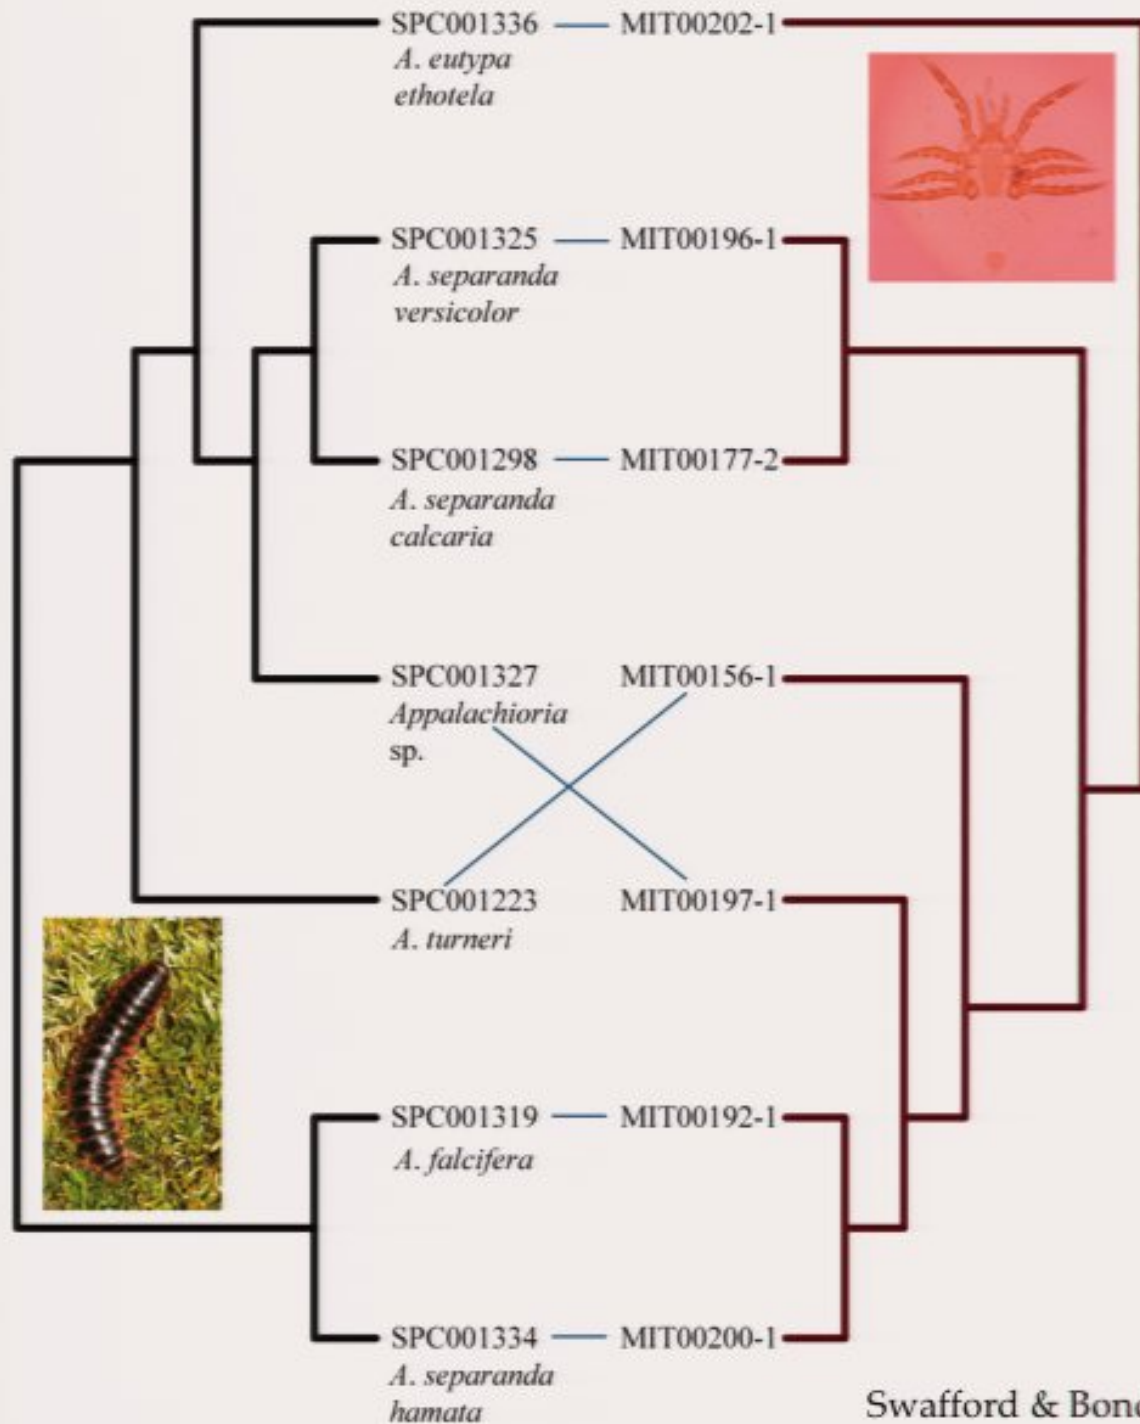 SPC001336 MIT00202-1
A. eutypa
ethotela
SPC001325 MIT00196-1
A. separanda
versicolor
SPC001298 MIT00177-2
A. separanda
calcaria
SPC001327 MIT00156-1
Appalachioria
sp.
SPC001223 MIT00197-1
A. turneri
SPC001319 MIT00192-1
A. falcifera
SPC001334 MIT00200-1
A. separanda
hamata
Swafford & Bond